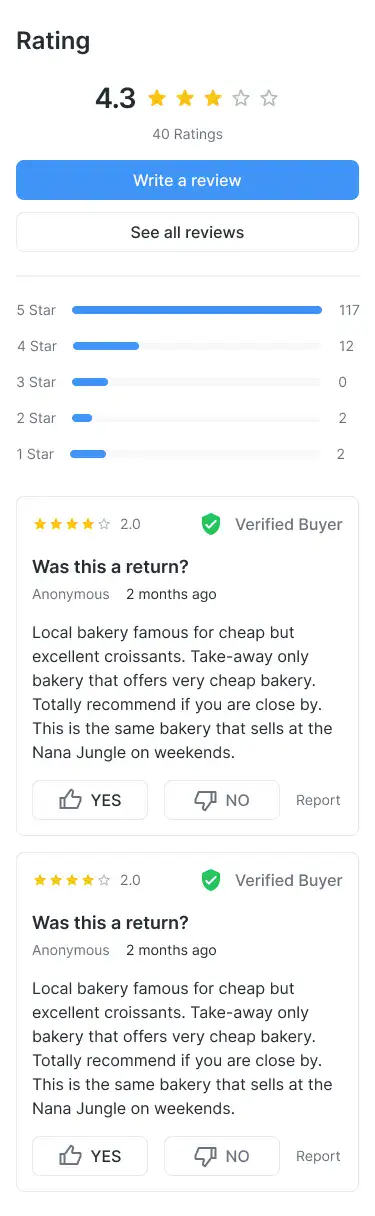 Rating
4.3
40 Ratings
Write a review
See all reviews
5 Star 117
4 Star 12
3 Star 0
2 Star 2
1 Star 2
2.0 Verified Buyer
Was this a return?
Anonymous 2 months ago
Local bakery famous for cheap but
excellent croissants. Take-away only
bakery that offers very cheap bakery.
Totally recommend if you are close by.
This is the same bakery that sells at the
Nana Jungle on weekends.
YES NO Report
2.0 Verified Buyer
Was this a return?
Anonymous 2 months ago
Local bakery famous for cheap but
excellent croissants. Take-away only
bakery that offers very cheap bakery.
Totally recommend if you are close by.
This is the same bakery that sells at the
Nana Jungle on weekends.
YES NO Report